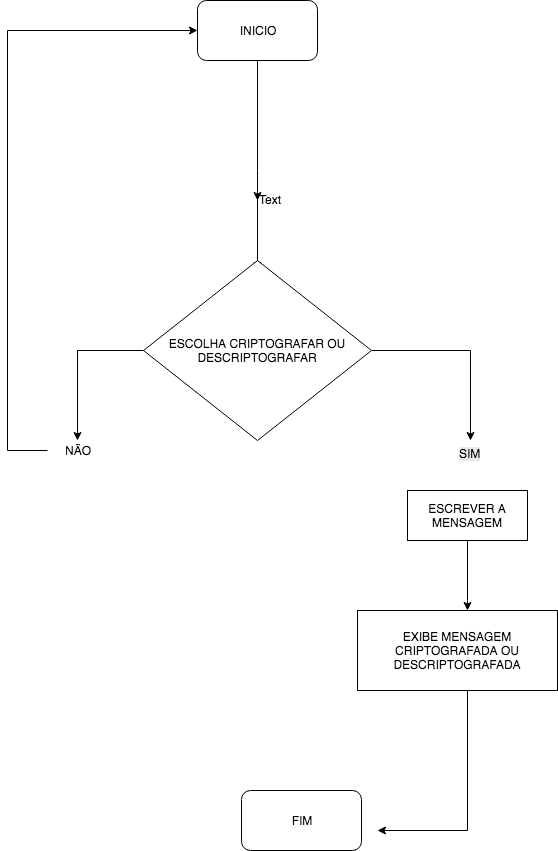 INICIO
Text
ESCOLHA CRIPTOGRAFAR OU
DESCRIPTOGRAFAR
NÃO
SIM
ESCREVER A
MENSAGEM
EXIBE MENSAGEM
CRIPTOGRAFADA OU
DESCRIPTOGRAFADA
FIM